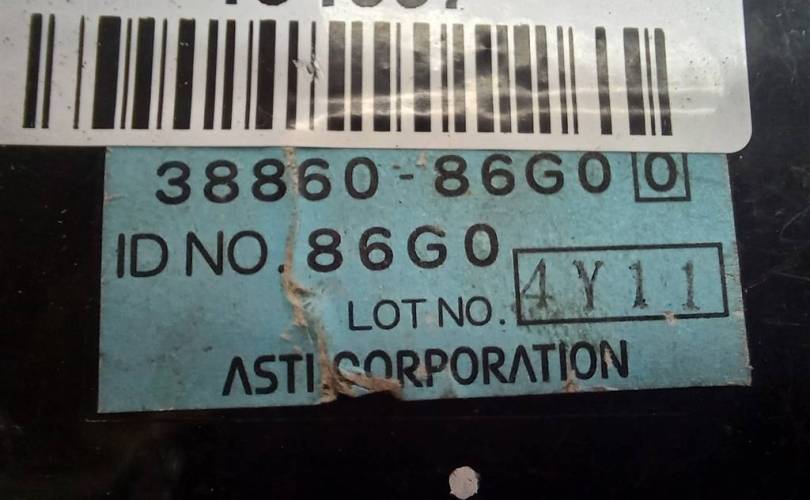 38860-86G0 0
ID NO. 86G0
LOT NO. 4Y11
ASTI CORPORATION